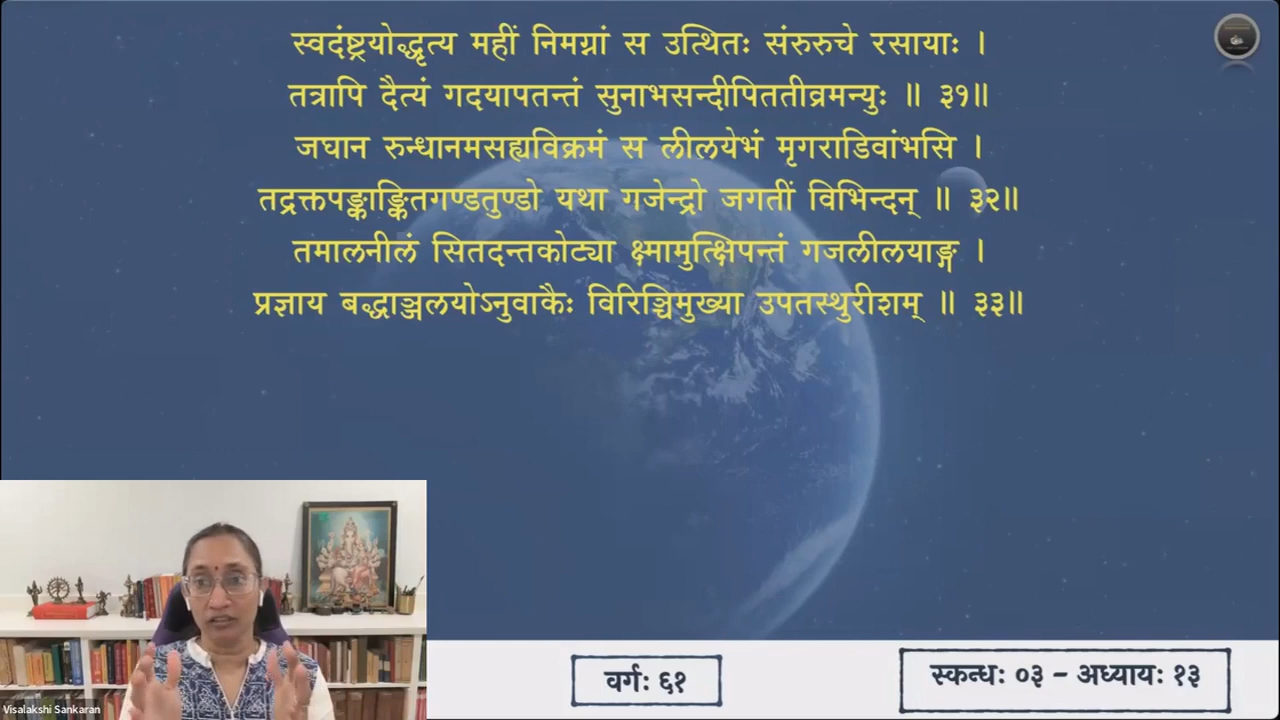 स्वदंष्ट्रयोद्धृत्य महीं निमग्नां स उत्थितः संरुरुचे रसायाः ।
तत्रापि दैत्यं गदयापतन्तं सुनाभसन्दीपिततीव्रमन्युः ॥ ३१॥
जघान रुन्धानमसह्यविक्रमं स लीलयेभं मृगराडिवांभसि ।
तद्रक्तपङ्काङ्कितगण्डतुण्डो यथा गजेन्द्रो जगतीं विभिन्दन् ॥ ३२॥
तमालनीलं सितदन्तकोट्या क्ष्मामुत्क्षिपन्तं गजलीलयाङ्ग ।
प्रज्ञाय बद्धाञ्जलयोऽनुवाकैः विरिञ्चिमुख्या उपतस्थुरीशम् ॥ ३३॥
वर्गः ६१
स्कन्धः ०३ - अध्यायः १३
Visalakshi Sankaran